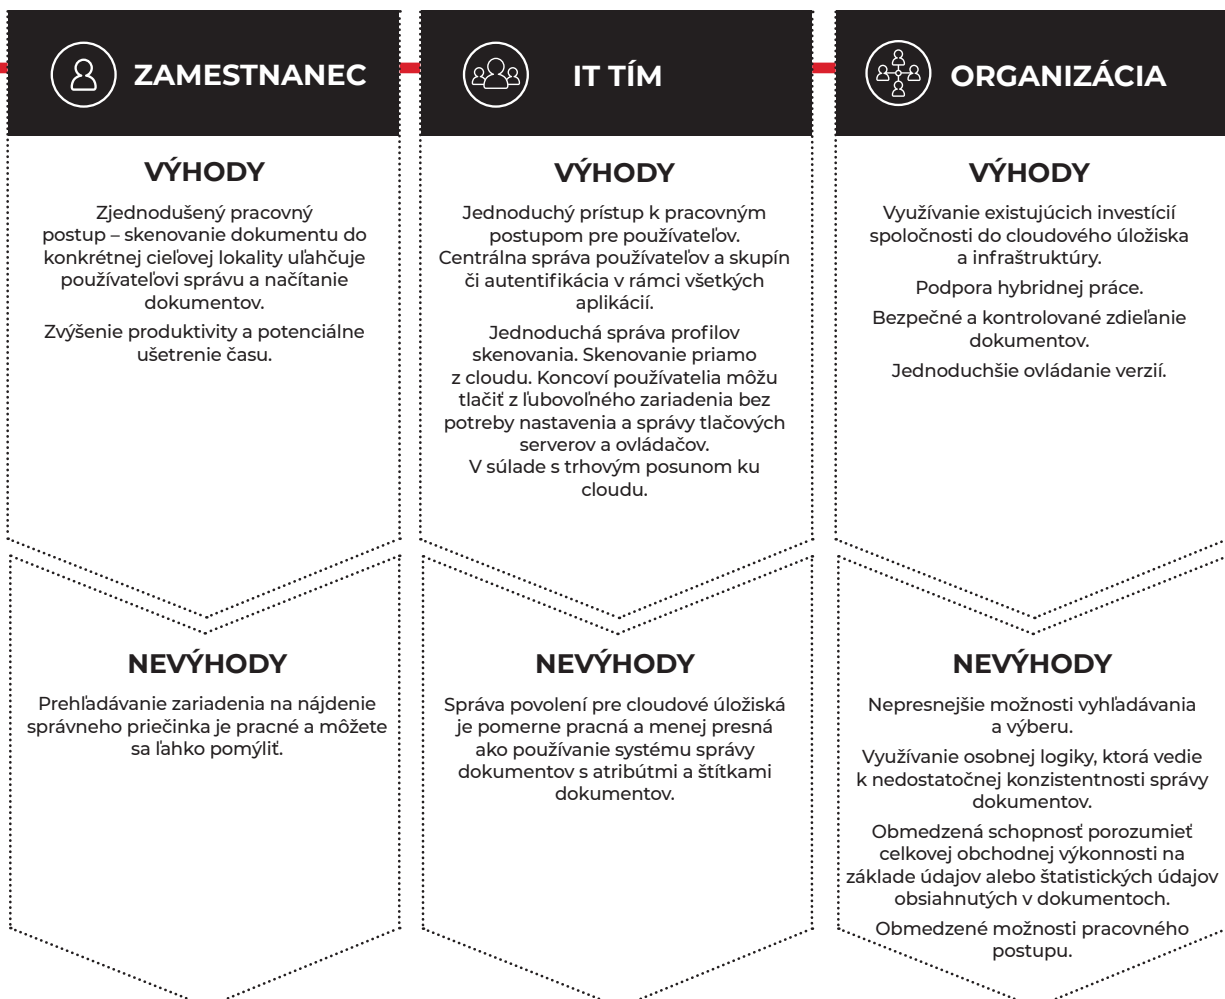 ZAMESTNANEC
VÝHODY
Zjednodušený pracovný
postup – skenovanie dokumentu do
konkrétnej cieľovej lokality uľahčuje
používateľovi správu a načítanie
dokumentov.
Zvýšenie produktivity a potenciálne
ušetrenie času.
NEVÝHODY
Prehľadávanie zariadenia na nájdenie
správneho priečinka je pracné a môžete
sa ľahko pomýliť.
IT TÍM
VÝHODY
Jednoduchý prístup k pracovným
postupom pre používateľov.
Centrálna správa používateľov a skupín
či autentifikácia v rámci všetkých
aplikácií.
Jednoduchá správa profilov
skenovania. Skenovanie priamo
z cloudu. Koncoví používatelia môžu
tlačiť z ľubovoľného zariadenia bez
potreby nastavenia a správy tlačových
serverov a ovládačov.
V súlade s trhovým posunom ku
cloudu.
NEVÝHODY
Správa povolení pre cloudové úložiská
je pomerne pracná a menej presná
ako používanie systému správy
dokumentov s atribútmi a štítkami
dokumentov.
ORGANIZÁCIA
VÝHODY
Využívanie existujúcich investícií
spoločnosti do cloudového úložiska
a infraštruktúry.
Podpora hybridnej práce.
Bezpečné a kontrolované zdieľanie
dokumentov.
Jednoduchšie ovládanie verzií.
NEVÝHODY
Nepresnejšie možnosti vyhľadávania
a výberu.
Využívanie osobnej logiky, ktorá vedie
k nedostatočnej konzistentnosti správy
dokumentov.
Obmedzená schopnosť porozumieť
celkovej obchodnej výkonnosti na
základe údajov alebo štatistických údajov
obsiahnutých v dokumentoch.
Obmedzené možnosti pracovného
postupu.